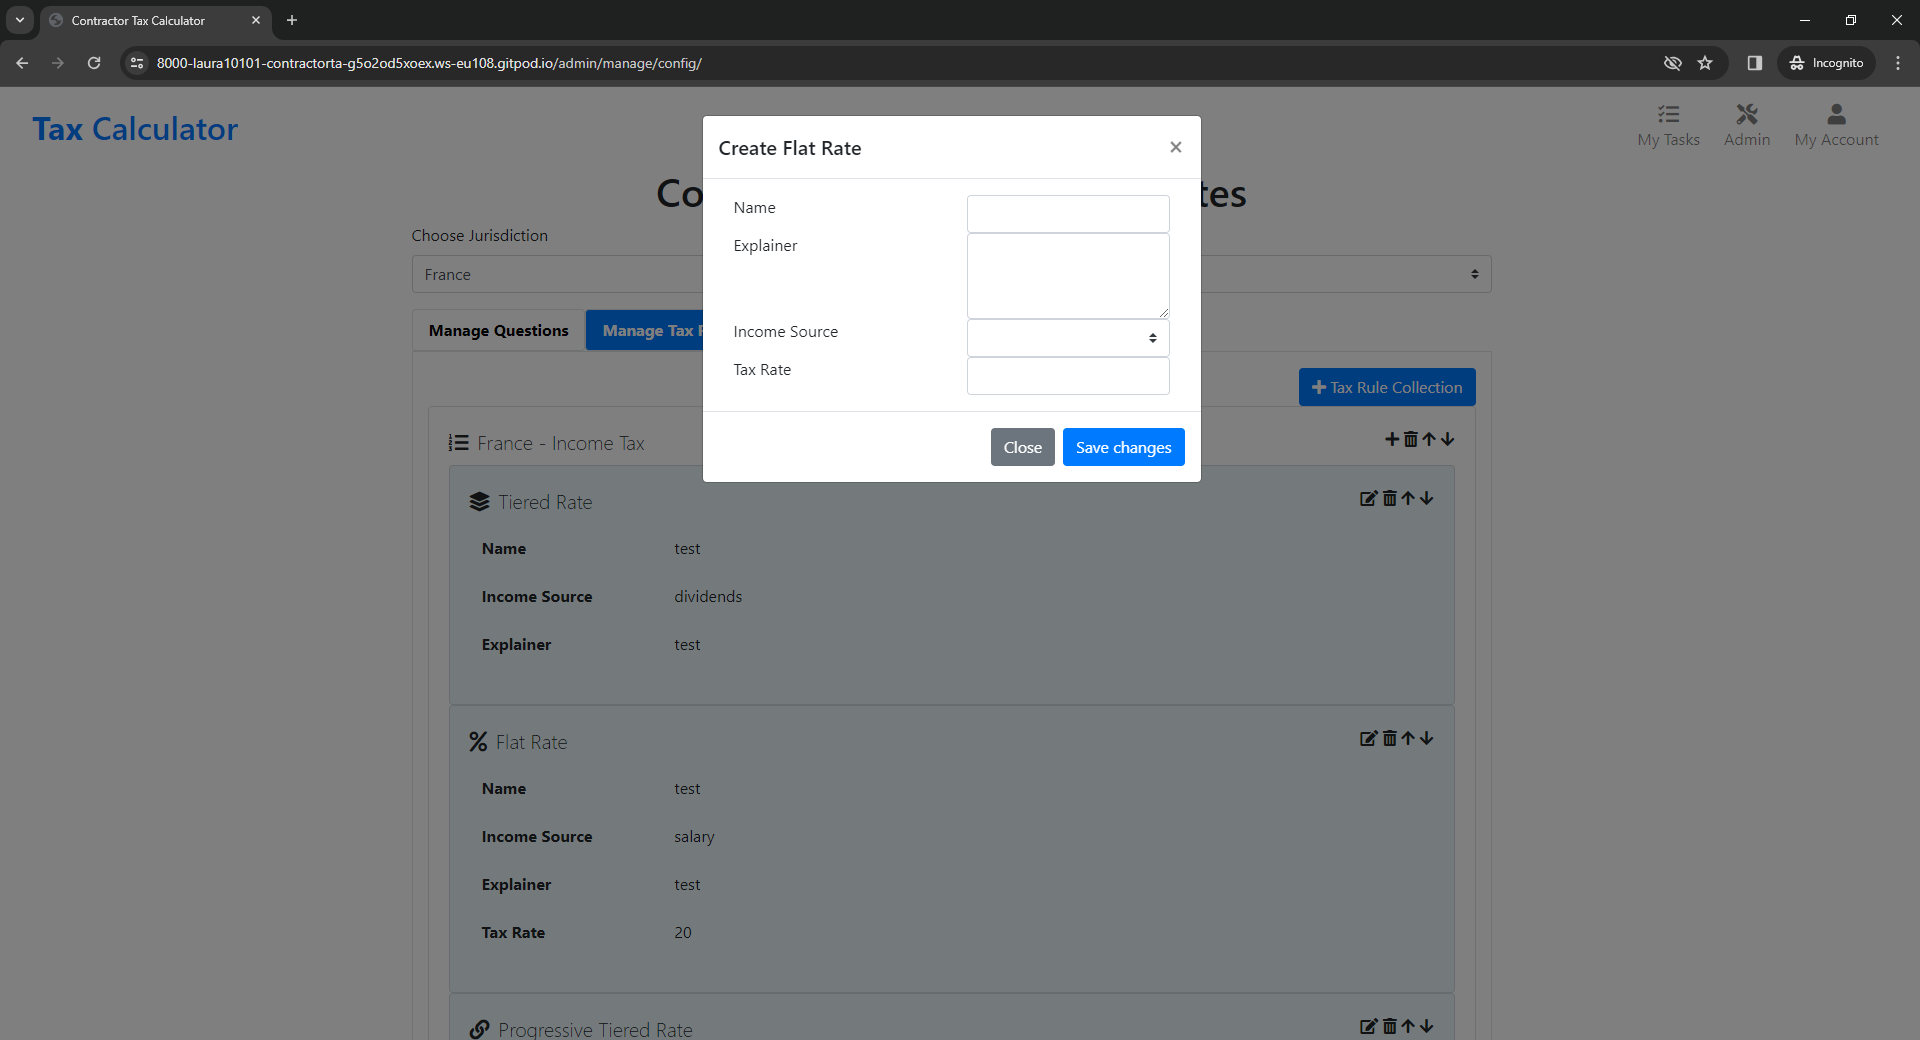 Contractor Tax Calculator
8000-laura10101-contractorta-g5o2od5xoex.ws-eu108.gitpod.io/admin/manage/config/
Incognito
Tax Calculator
My Tasks
Admin
My Account
Create Flat Rate
Co
tes
Name
Explainer
Income Source
Tax Rate
Close
Save changes
Choose Jurisdiction
France
Manage Questions
Manage Tax R
Tax Rule Collection
France - Income Tax
Tiered Rate
Name test
Income Source dividends
Explainer test
Flat Rate
Name test
Income Source salary
Explainer test
Tax Rate 20
Progressive Tiered Rate